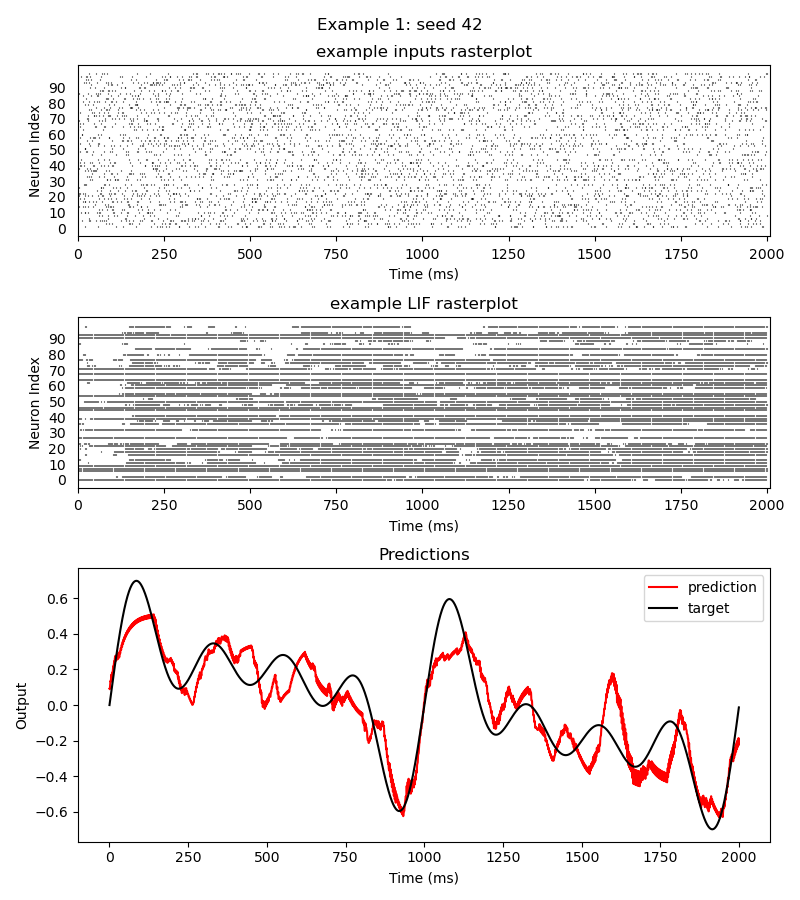 Example 1: seed 42
example inputs rasterplot
Neuron Index
90
80
70
60
50
40
30
20
10
0
0 250 500 750 1000 1250 1500 1750 2000
Time (ms)
example LIF rasterplot
Neuron Index
90
80
70
60
50
40
30
20
10
0
0 250 500 750 1000 1250 1500 1750 2000
Time (ms)
Predictions
prediction
target
Output
0.6
0.4
0.2
0.0
−0.2
−0.4
−0.6
0 250 500 750 1000 1250 1500 1750 2000
Time (ms)